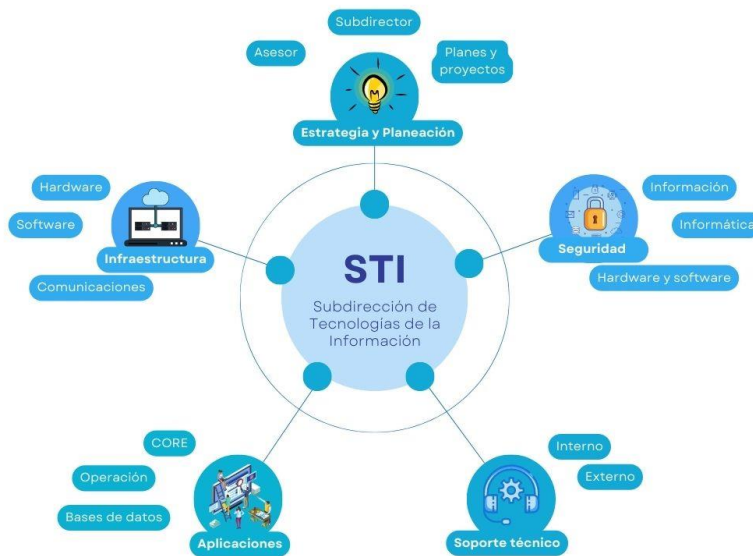 Subdirector
Asesor
Planes y
proyectos
Estrategia y Planeación
Hardware
Software
Infraestructura
Comunicaciones
Información
Informática
Seguridad
Hardware y software
STI
Subdirección de
Tecnologías de la
Información
CORE
Operación
Bases de datos
Aplicaciones
Interno
Externo
Soporte técnico